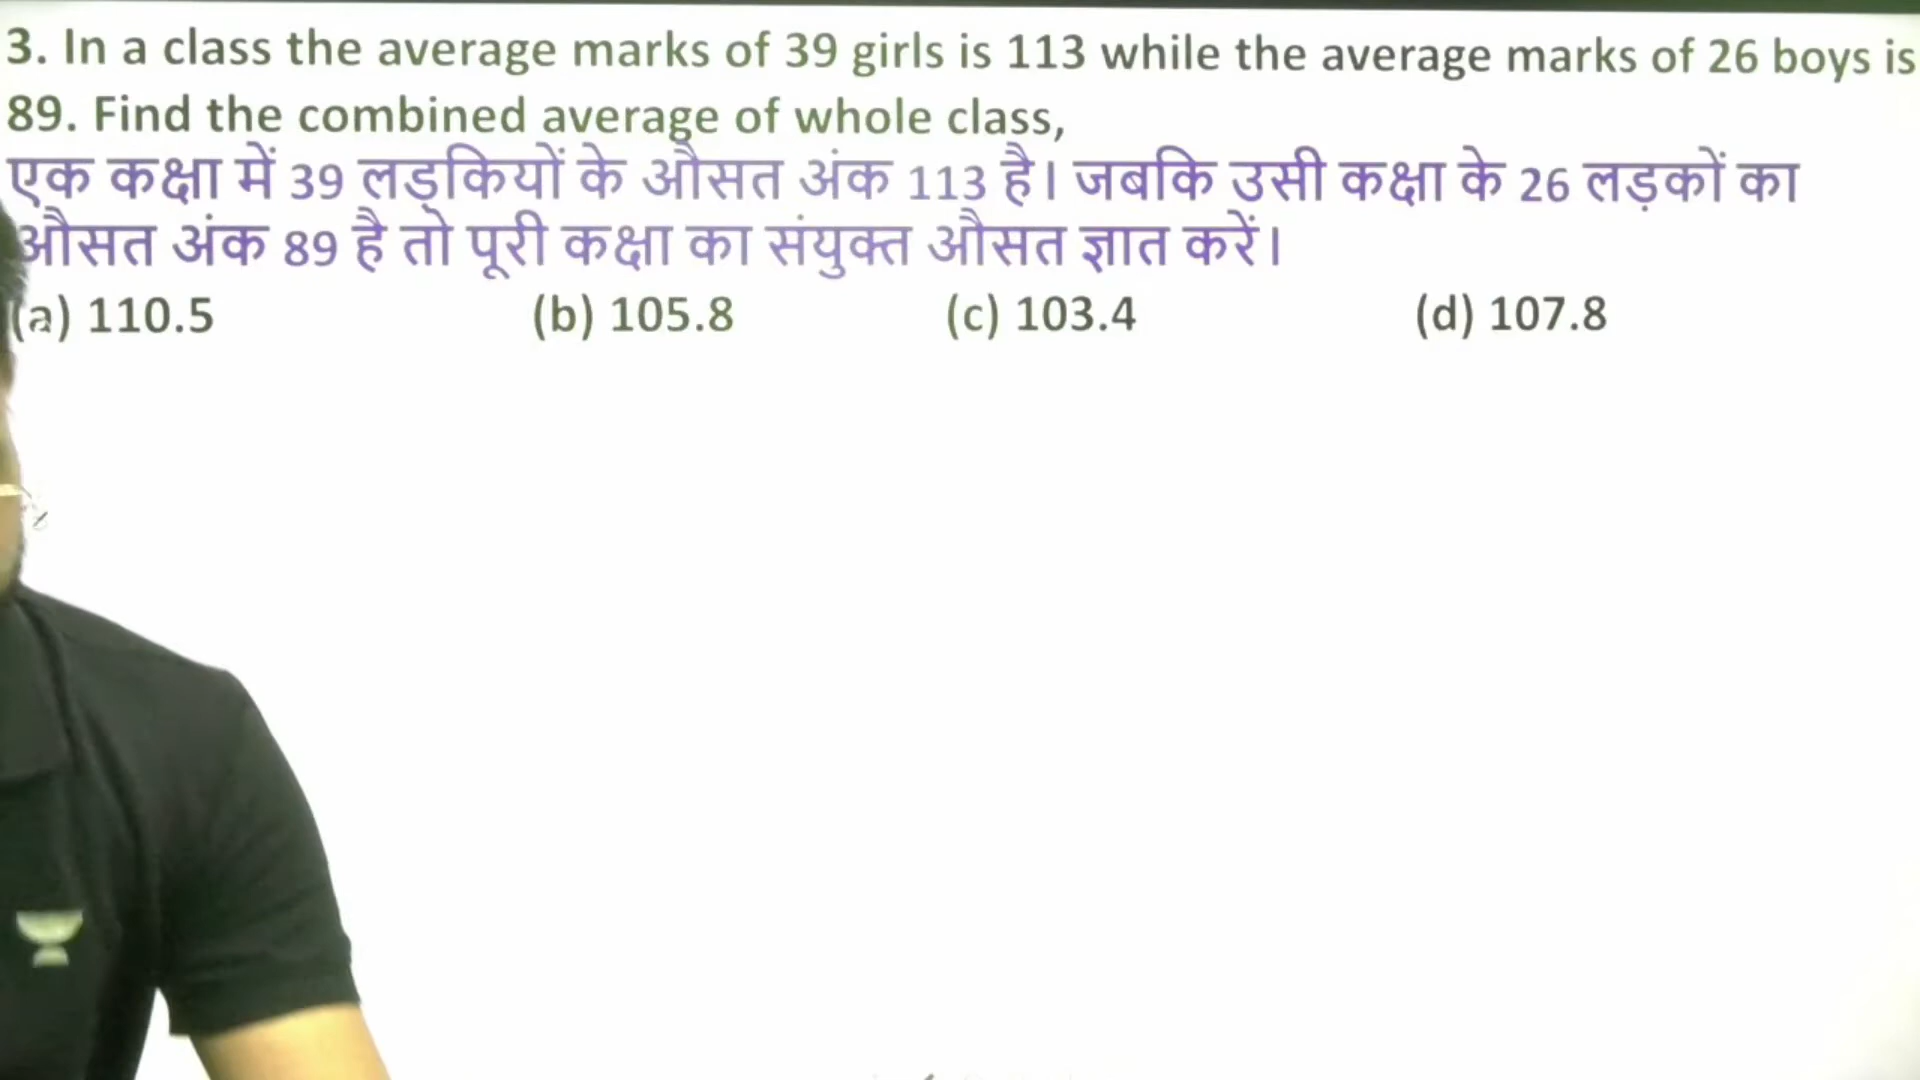 3. In a class the average marks of 39 girls is 113 while the average marks of 26 boys is
89. Find the combined average of whole class,
एक कक्षा में 39 लड़कियों के औसत अंक 113 है। जबकि उसी कक्षा के 26 लड़कों का
औसत अंक 89 है तो पूरी कक्षा का संयुक्त औसत ज्ञात करें।
(a) 110.5 (b) 105.8 (c) 103.4 (d) 107.8